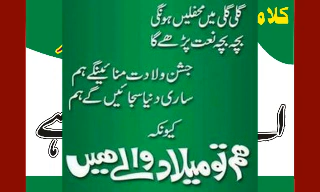 گلی گلی میں محفلیں ہونگی
بچہ بچہ نعت پڑھے گا
جشن ولادت منائینگے ہم
ساری دنیا سجائیں گے ہم
کیونکہ
ہم تو میلاد والے ہیں
کلام